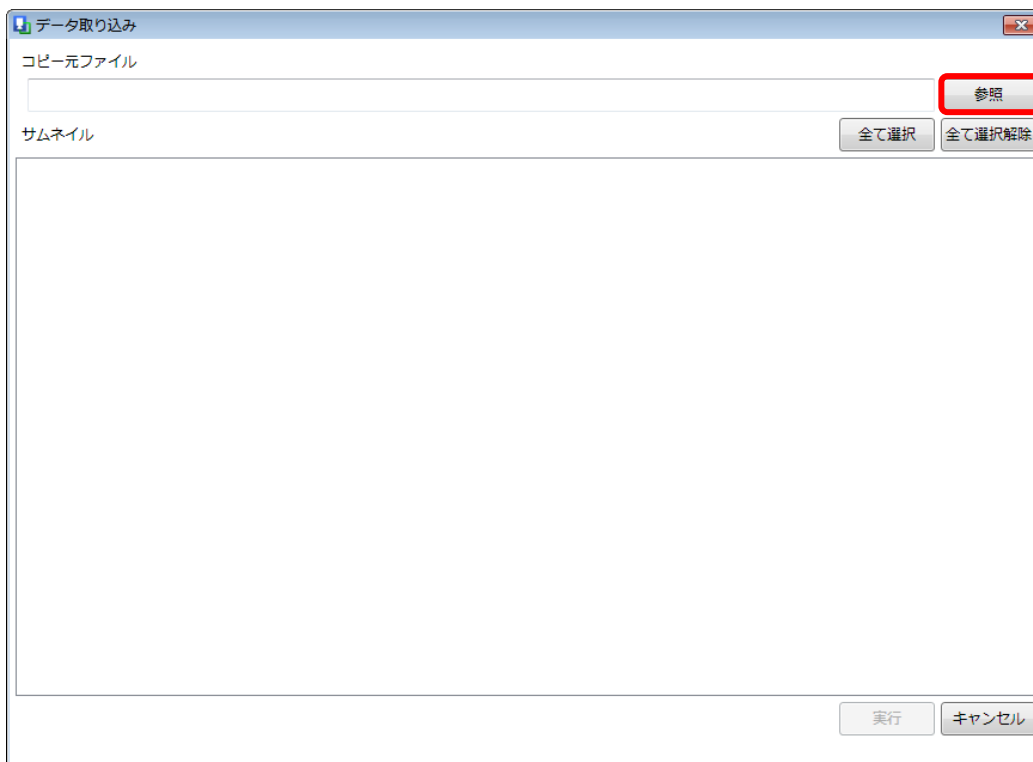 データ取り込み
コピー元ファイル
参照
サムネイル
全て選択
全て選択解除
実行
キャンセル